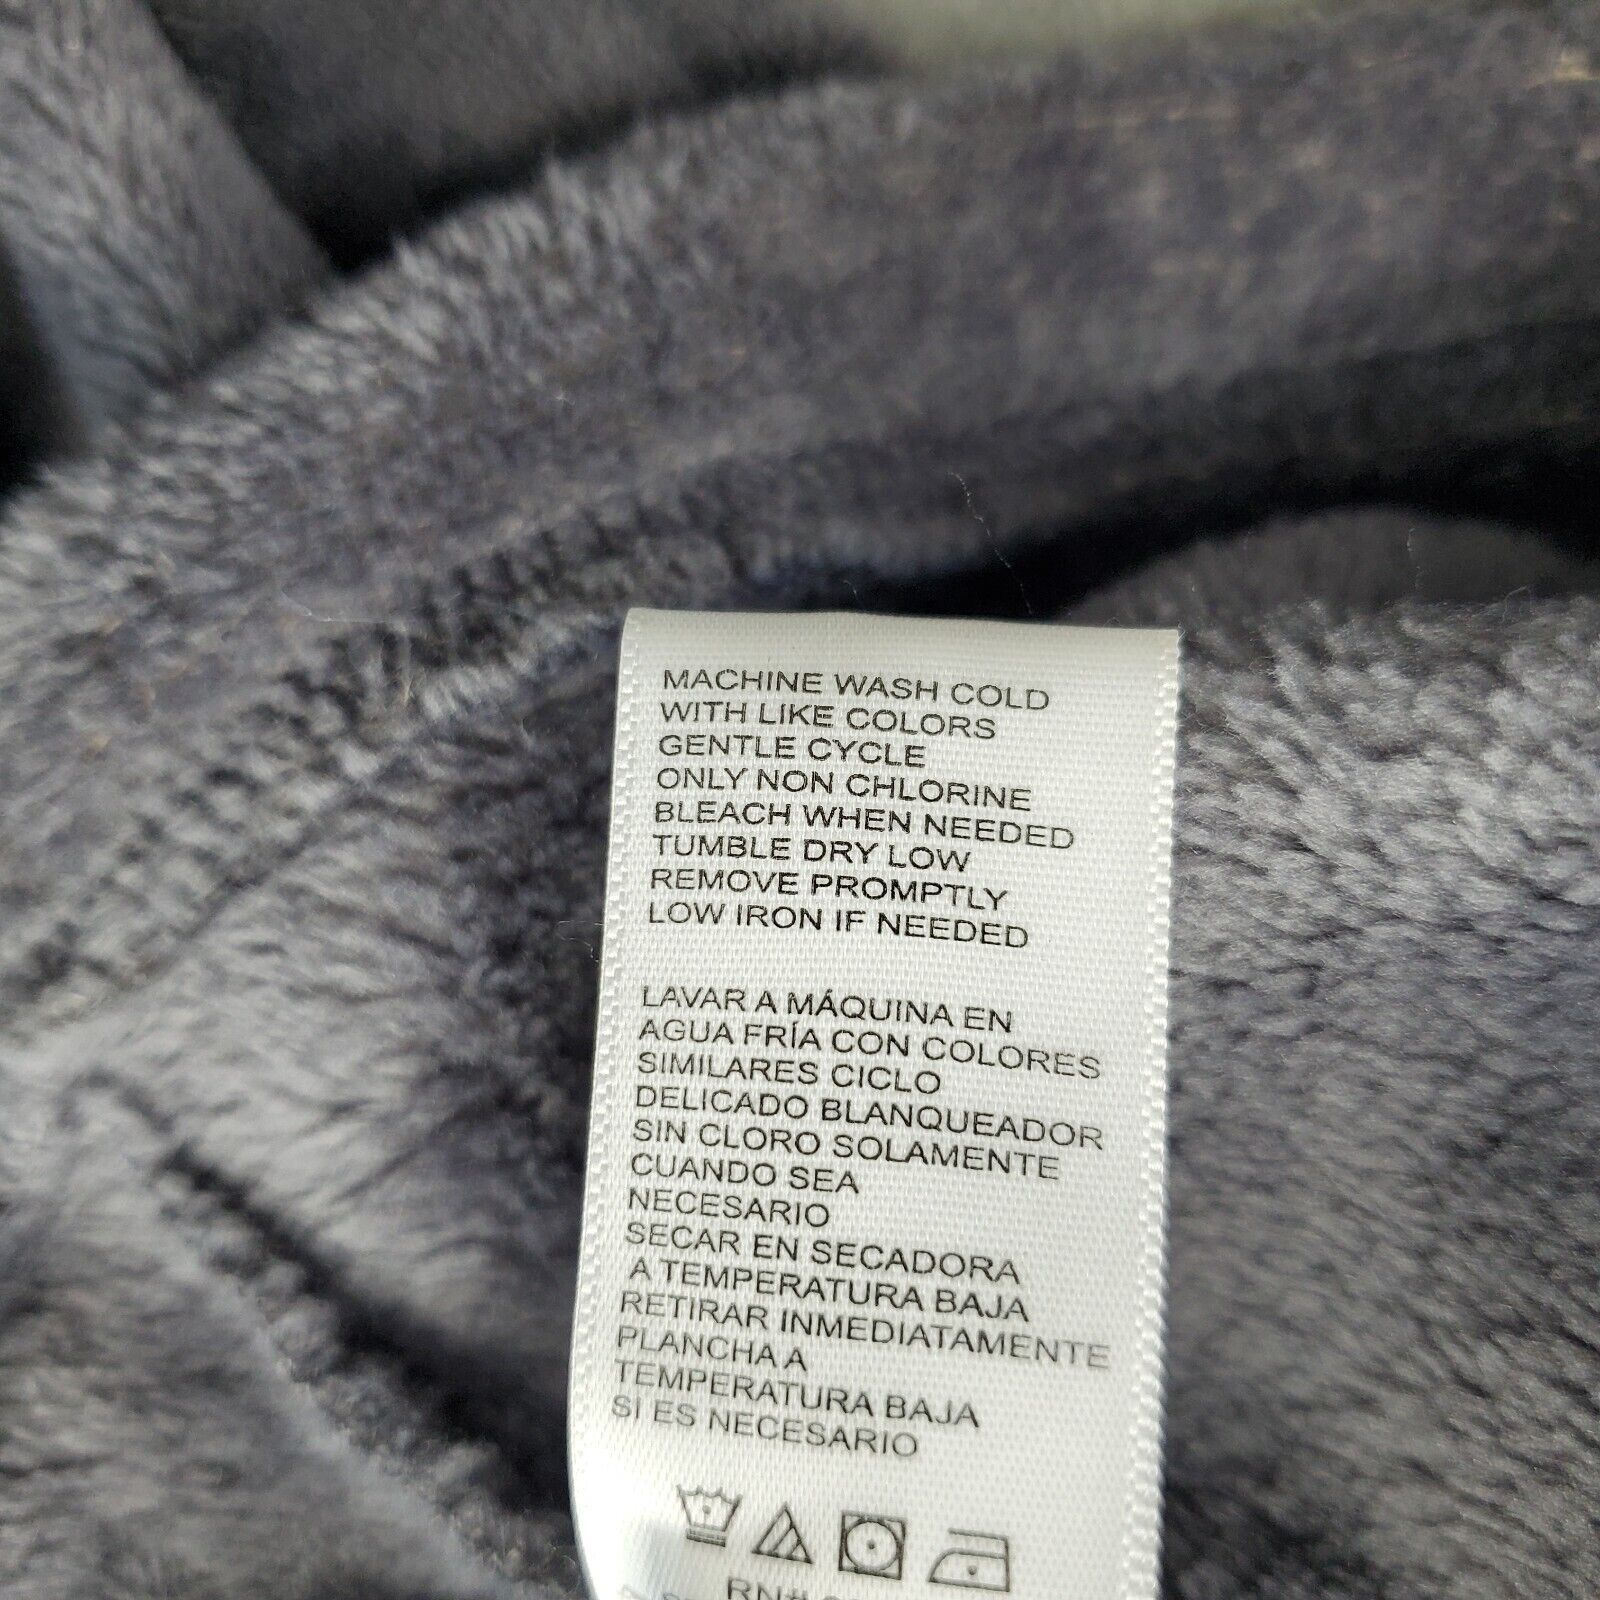 MACHINE WASH COLD
WITH LIKE COLORS
GENTLE CYCLE
ONLY NON CHLORINE
BLEACH WHEN NEEDED
TUMBLE DRY LOW
REMOVE PROMPTLY
LOW IRON IF NEEDED
LAVAR A MÁQUINA EN
AGUA FRÍA CON COLORES
SIMILARES CICLO
DELICADO BLANQUEADOR
SIN CLORO SOLAMENTE
CUANDO SEA
NECESARIO
SECAR EN SECADORA
A TEMPERATURA BAJA
RETIRAR INMEDIATAMENTE
PLANCHA A
TEMPERATURA BAJA
SI ES NECESARIO
RN#